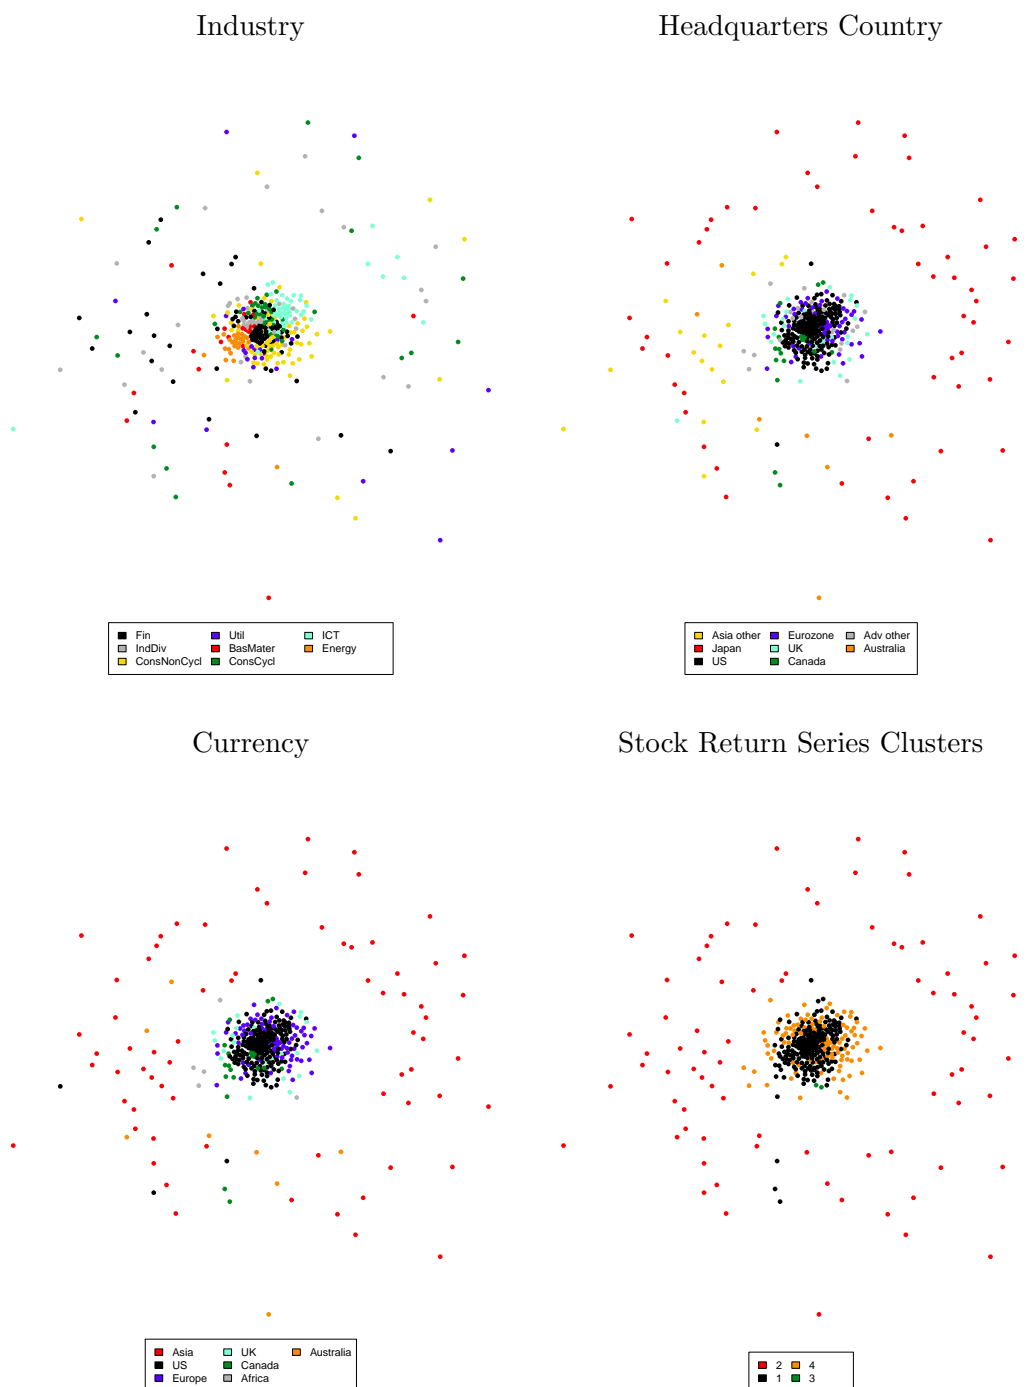 Industry
Headquarters Country
Fin Util ICT
IndDiv BasMater Energy
ConsNonCycl ConsCycl
Asia other Eurozone Adv other
Japan UK Australia
US Canada
Currency
Stock Return Series Clusters
Asia UK Australia
US Canada
Europe Africa
2 4
1 3